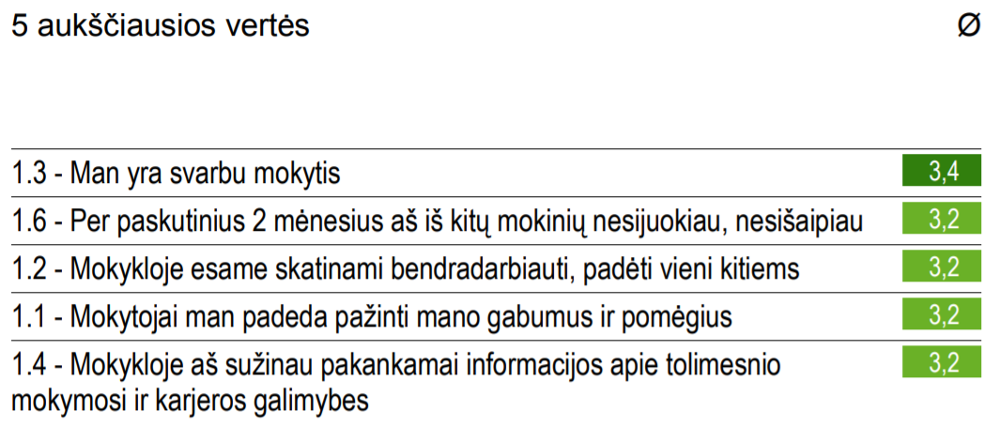 5 aukščiausios vertės Ø
1.3 - Man yra svarbu mokytis 3,4
1.6 - Per paskutinius 2 mėnesius aš iš kitų mokinių nesijuokiau, nesišaipiau 3,2
1.2 - Mokykloje esame skatinami bendradarbiauti, padėti vieni kitiems 3,2
1.1 - Mokytojai man padeda pažinti mano gabumus ir pomėgius 3,2
1.4 - Mokykloje aš sužinau pakankamai informacijos apie tolimesnio 3,2
mokymosi ir karjeros galimybes